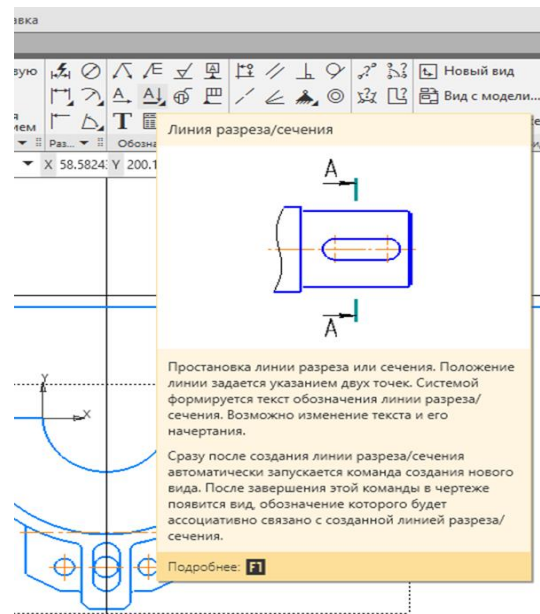 авка
вую
Новый вид
Вид с модели...
ием
Раз...
X 58.5824 Y 200.1
Линия разреза/сечения
А
А
Простановка линии разреза или сечения. Положение
линии задается указанием двух точек. Системой
формируется текст обозначения линии разреза/
сечения. Возможно изменение текста и его
начертания.
Сразу после создания линии разреза/сечения
автоматически запускается команда создания нового
вида. После завершения этой команды в чертеже
появится вид, обозначение которого будет
ассоциативно связано с созданной линией разреза/
сечения.
Подробнее: F1
Y
X